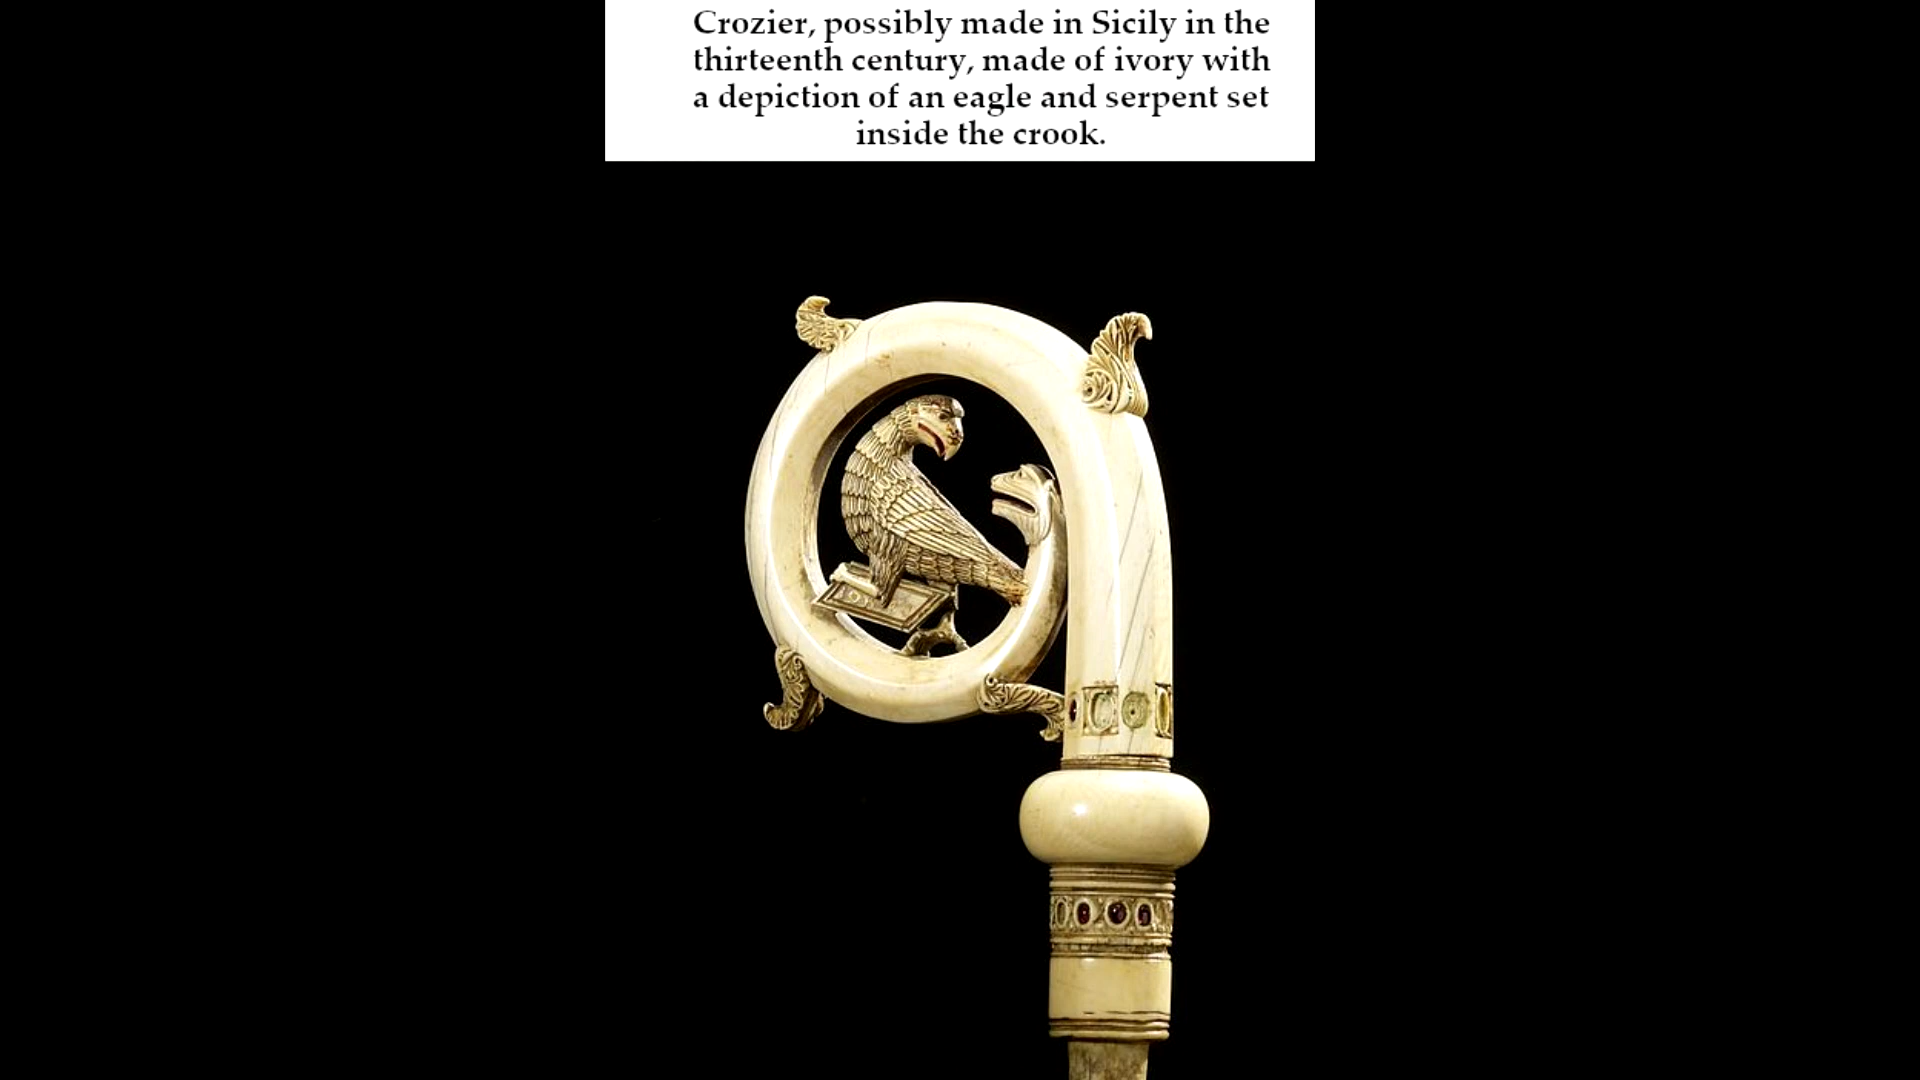 Crozier, possibly made in Sicily in the
thirteenth century, made of ivory with
a depiction of an eagle and serpent set
inside the crook.